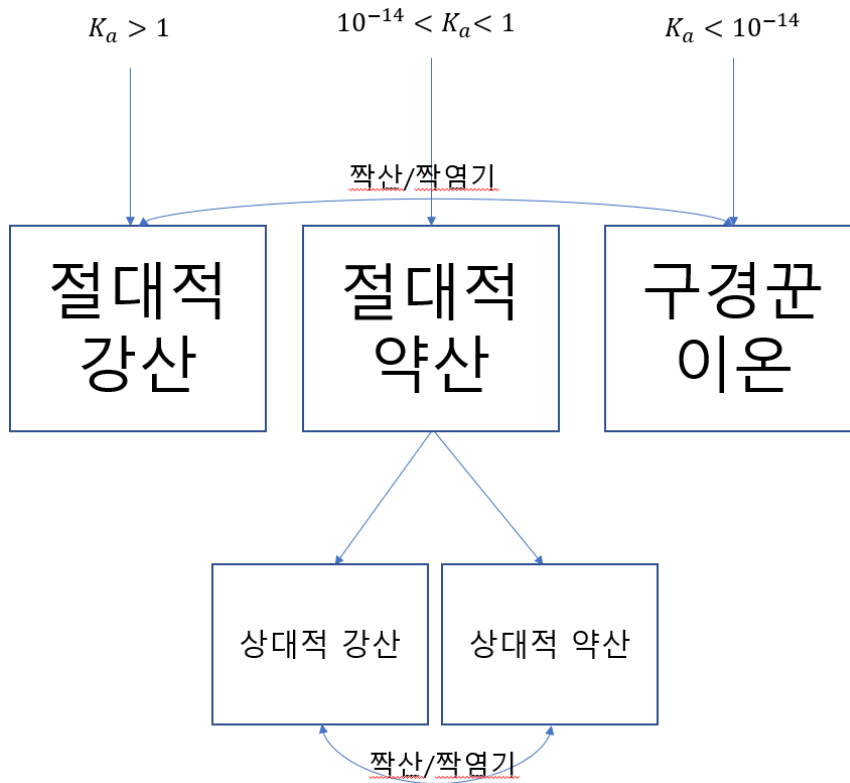 K_a > 1
10^{-14} < K_a < 1
K_a < 10^{-14}
짝산/짝염기
절대적
강산
절대적
약산
구경꾼
이온
상대적 강산
상대적 약산
짝산/짝염기